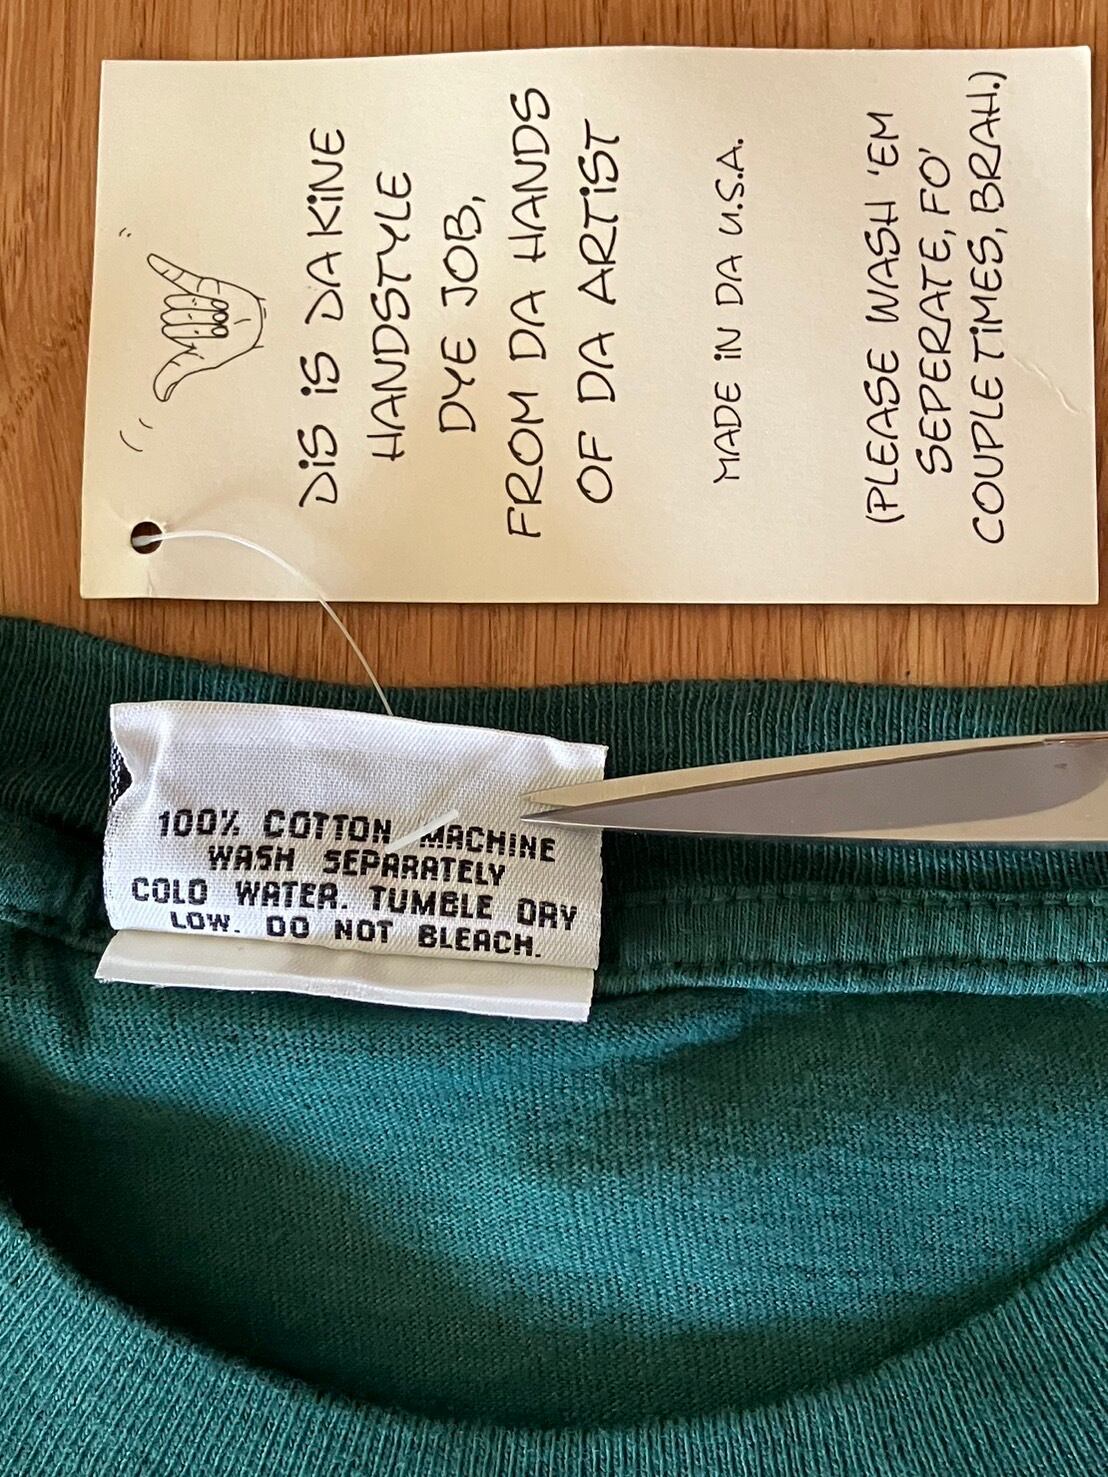 DiS iS DA KiNE
HANDSTYLE
DYE JOB,
FROM DA HANDS
OF DA ARTiST
MADE iN DA U.S.A.
(PLEASE WASH 'EM
SEPERATE, FO'
COUPLE TiMES, BRAH.)
100% COTTON MACHINE
WASH SEPARATELY
COLD WATER. TUMBLE DRY
LOW. DO NOT BLEACH.